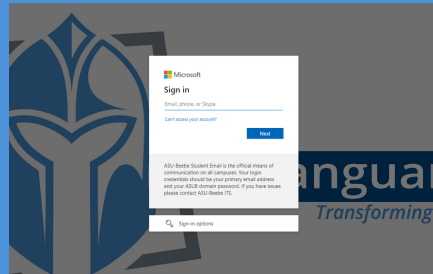 Microsoft
Sign in
Email, phone, or Skype
Can't access your account?
Next
ASU-Beebe Student Email is the official means of
communication on all campuses. Your login
credentials should be your primary email address
and your ASUB domain password. If you have issues
please contact ASU-Beebe ITS.
Sign-in options
anguar
Transforming